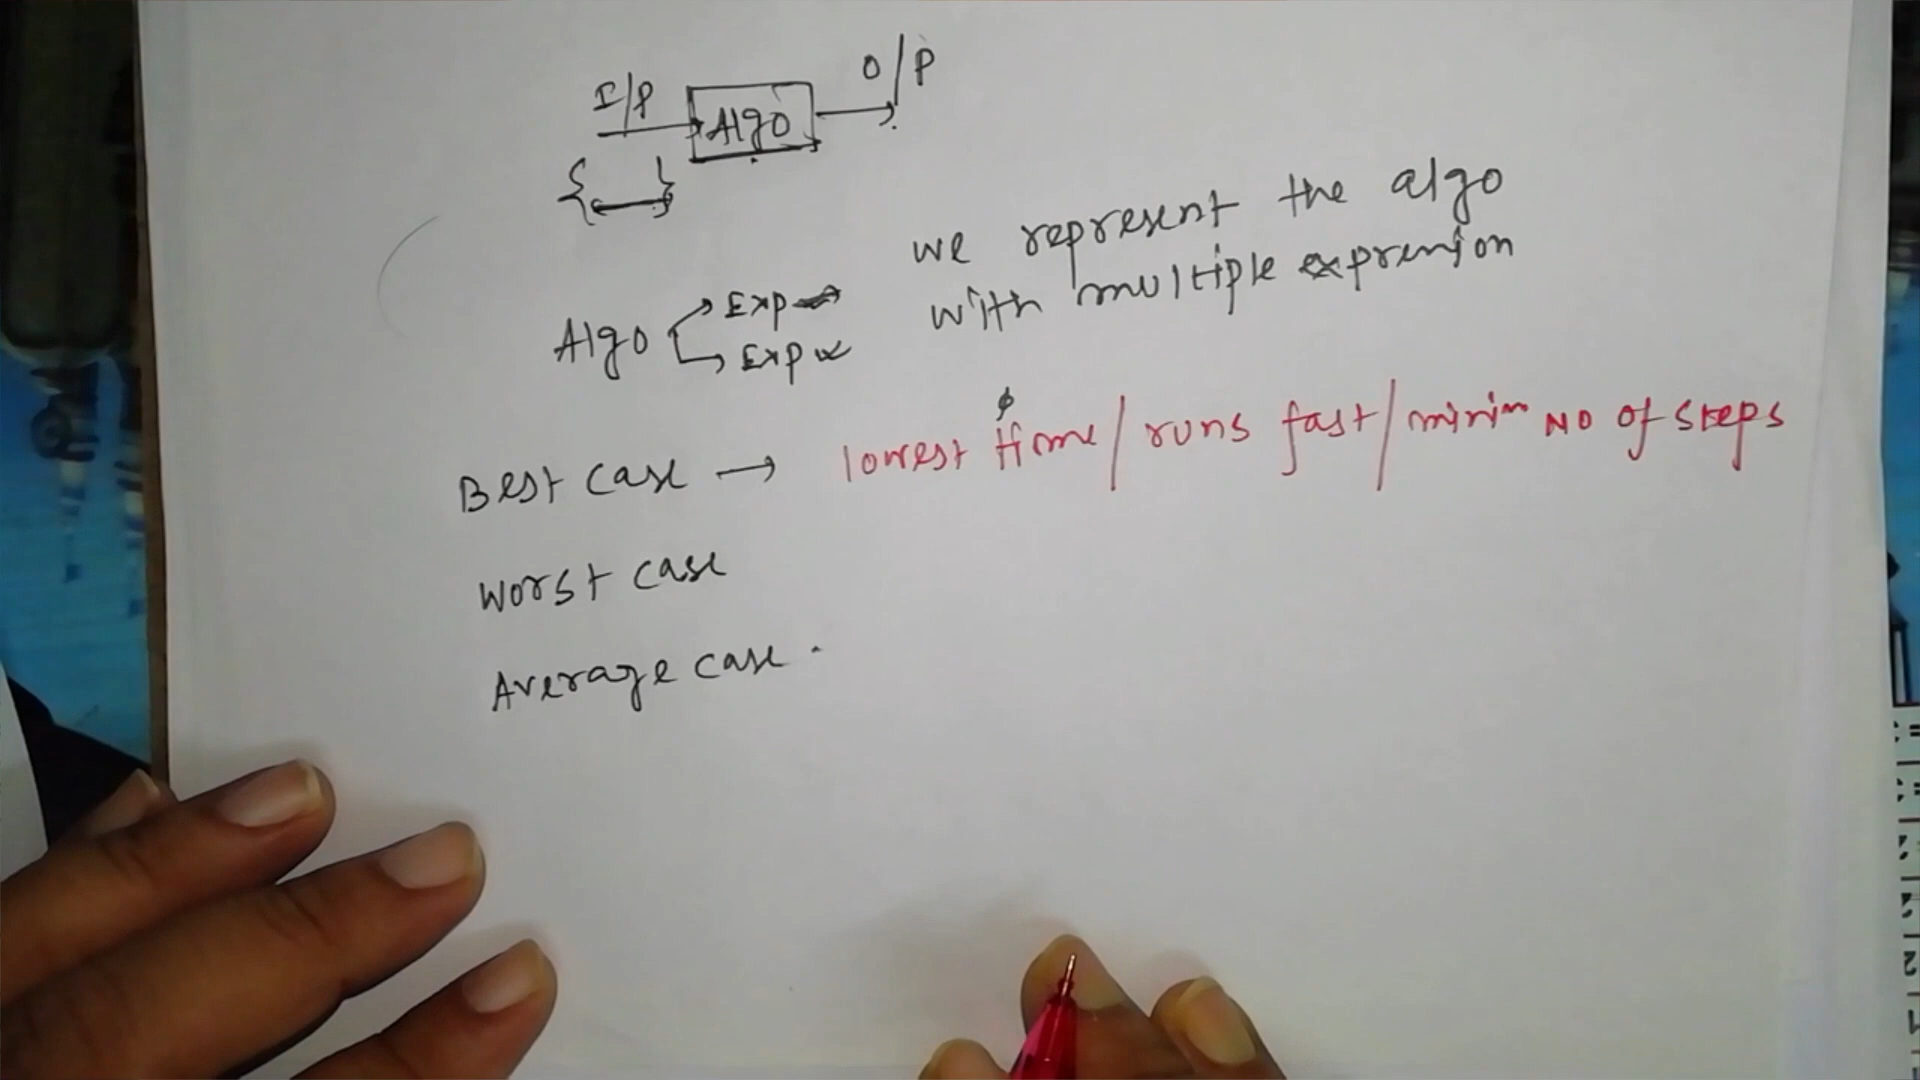 I/P Algo O/P
we represent the algo
with multiple expression
Algo Exp
Exp
Best case → lowest time/runs fast/minim NO of steps
worst case
Average case.